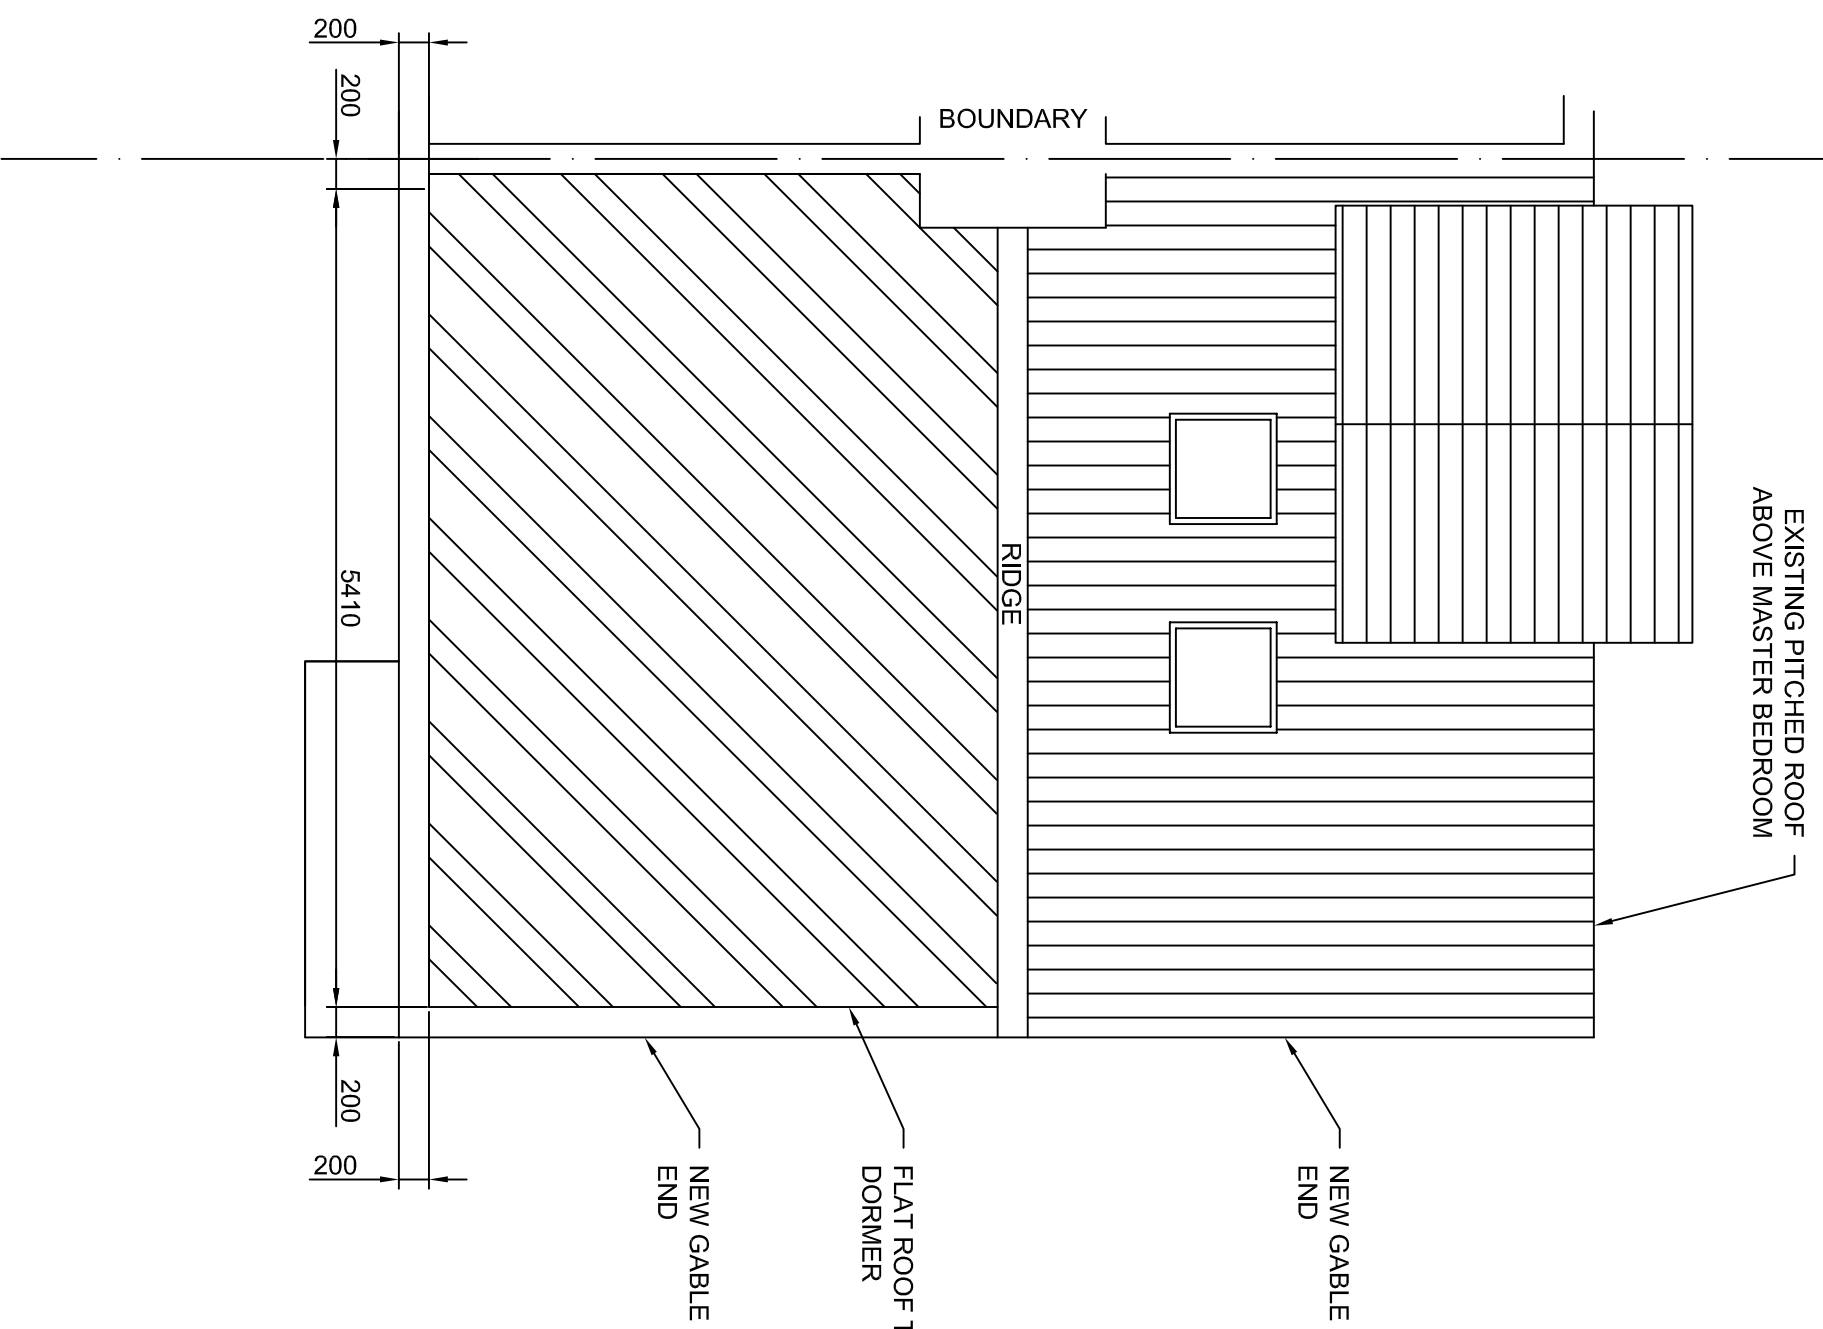 200
200
BOUNDARY
EXISTING PITCHED ROOF
ABOVE MASTER BEDROOM
RIDGE
5410
200
200
NEW GABLE
END
FLAT ROOF T
DORMER
NEW GABLE
END